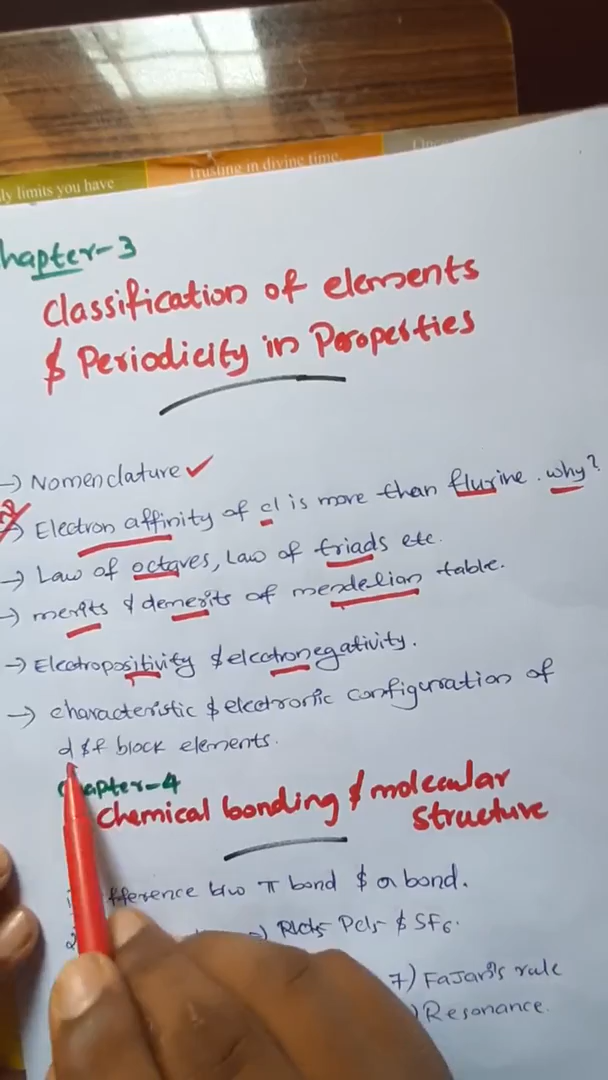 ly limits you have
Trusting in divine time.
hapter-3
Classification of elements
& Periodicity in Peroperties
→ Nomenclature ✓
→ Electron affinity of cl is more than flurine. why?
→ Law of octaves, Law of triads etc.
→ merits & demerits of mendelian table.
→ Electropositivity & electronegativity.
→ characteristic & electronic configuration of
d & f block elements.
chapter-4
chemical bonding & molecular
structure
fference b/w π bond & σ bond.
PCl5 & SF6.
7) Fajan's rule
) Resonance.